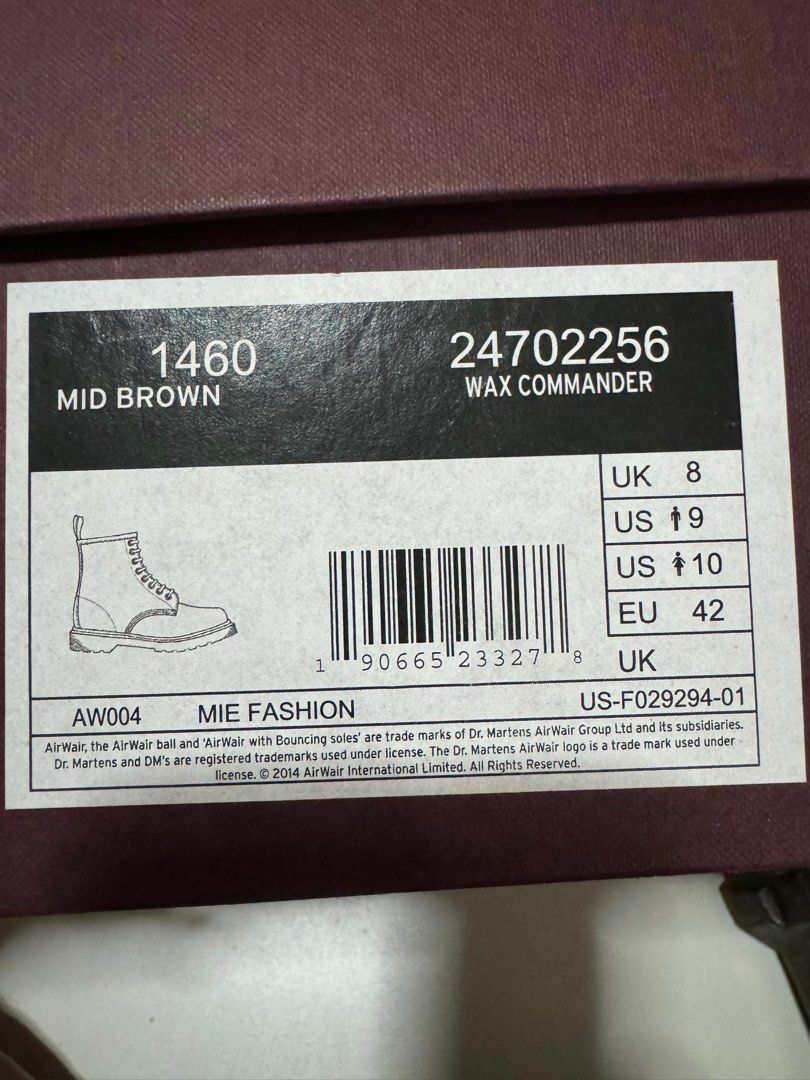 1460
MID BROWN
24702256
WAX COMMANDER
UK 8
US 9
US 10
EU 42
UK
1 90665 23327 8
AW004 MIE FASHION US-F029294-01
AirWair, the AirWair ball and 'AirWair with Bouncing soles' are trade marks of Dr. Martens AirWair Group Ltd and its subsidiaries.
Dr. Martens and DM's are registered trademarks used under license. The Dr. Martens AirWair logo is a trade mark used under
license. © 2014 AirWair International Limited. All Rights Reserved.